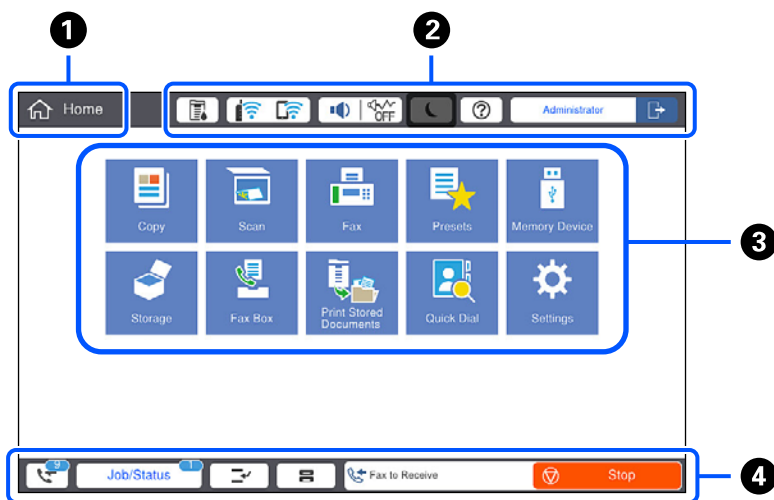 1
2
Home
OFF
Administrator
Copy
Scan
Fax
Presets
Memory Device
3
Storage
Fax Box
Print Stored
Documents
Quick Dial
Settings
9
Job/Status
1
Fax to Receive
Stop
4